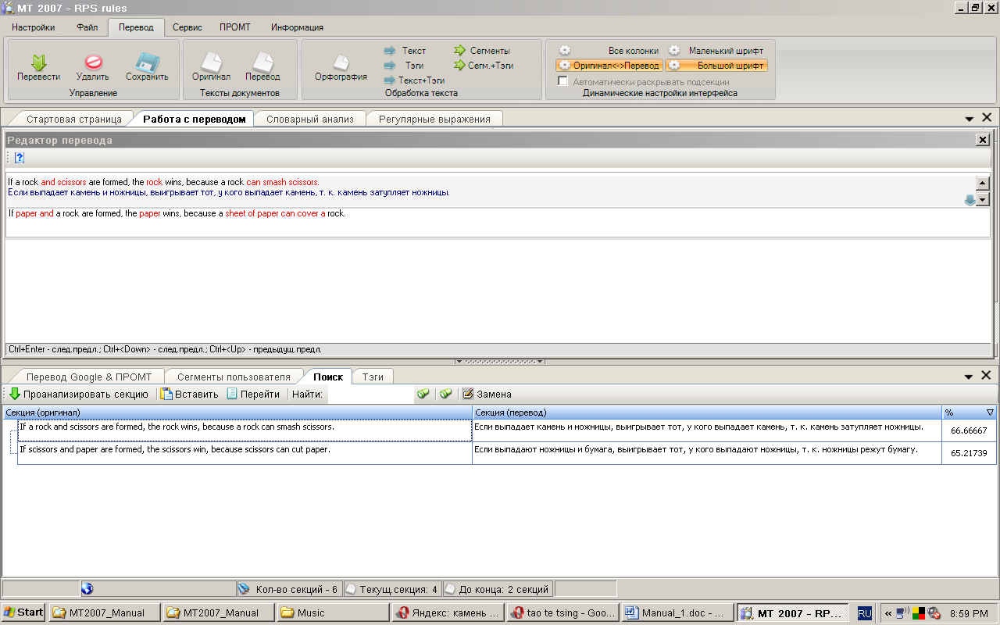 MT 2007 - RPS rules
Настройки Файл Перевод Сервис ПРОМТ Информация
Перевести Удалить Сохранить
Управление
Оригинал Перевод
Тексты документов
Орфография
Текст Сегменты
Тэги Сегм.+Тэги
Текст+Тэги
Обработка текста
Все колонки Маленький шрифт
Оригинал<->Перевод Большой шрифт
Автоматически раскрывать подсекции
Динамические настройки интерфейса
Стартовая страница Работа с переводом Словарный анализ Регулярные выражения
Редактор перевода
If a rock and scissors are formed, the rock wins, because a rock can smash scissors.
Если выпадает камень и ножницы, выигрывает тот, у кого выпадает камень, т. к. камень затупляет ножницы.
If paper and a rock are formed, the paper wins, because a sheet of paper can cover a rock.
Ctrl+Enter - след.предл.; Ctrl+<Down> - след.предл.; Ctrl+<Up> - предыдущ.предл.
Перевод Google & ПРОМТ Сегменты пользователя Поиск Тэги
Проанализировать секцию Вставить Перейти Найти: Замена
Секция (оригинал) Секция (перевод) %
If a rock and scissors are formed, the rock wins, because a rock can smash scissors. Если выпадает камень и ножницы, выигрывает тот, у кого выпадает камень, т. к. камень затупляет ножницы. 66.66667
If scissors and paper are formed, the scissors win, because scissors can cut paper. Если выпадают ножницы и бумага, выигрывает тот, у кого выпадают ножницы, т. к. ножницы режут бумагу. 65.21739
Кол-во секций - 6 Текущ.секция: 4 До конца: 2 секций
Start MT2007_Manual MT2007_Manual Music Яндекс: камень ... tao te tsing - Goo... Manual_1.doc - ... MT 2007 - RP... RU « 8:59 PM